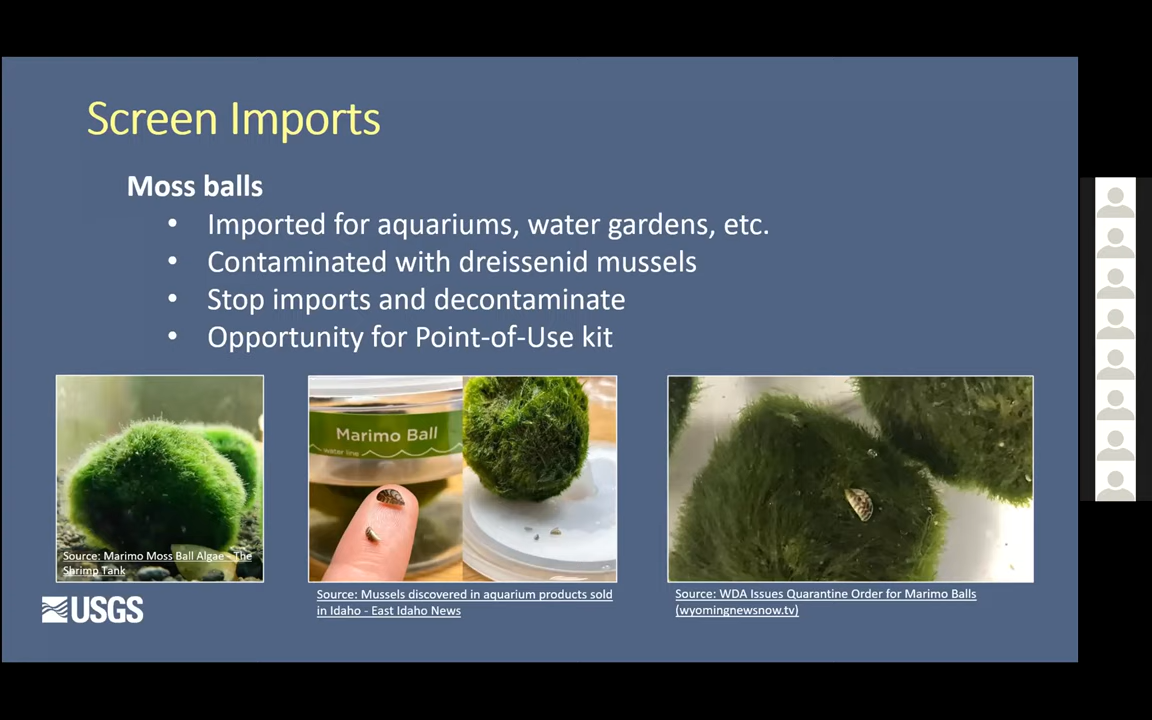 Screen Imports
Moss balls
• Imported for aquariums, water gardens, etc.
• Contaminated with dreissenid mussels
• Stop imports and decontaminate
• Opportunity for Point-of-Use kit
Marimo Ball
water line
Source: Marimo Moss Ball Algae - The
Shrimp Tank
Source: Mussels discovered in aquarium products sold
in Idaho - East Idaho News
Source: WDA Issues Quarantine Order for Marimo Balls
(wyomingnewsnow.tv)
USGS